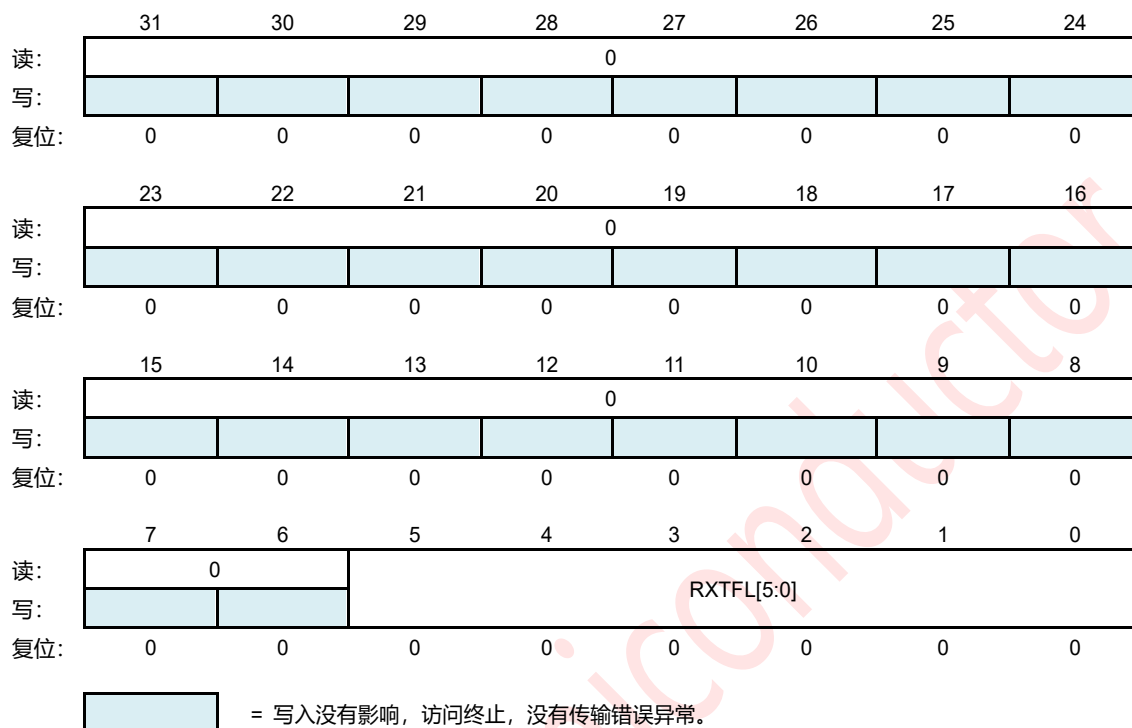 31 30 29 28 27 26 25 24
读: 0
写:
复位: 0 0 0 0 0 0 0 0
23 22 21 20 19 18 17 16
读: 0
写:
复位: 0 0 0 0 0 0 0 0
15 14 13 12 11 10 9 8
读: 0
写:
复位: 0 0 0 0 0 0 0 0
7 6 5 4 3 2 1 0
读: 0 RXTFL[5:0]
写:
复位: 0 0 0 0 0 0 0 0
= 写入没有影响，访问终止，没有传输错误异常。
iconductor